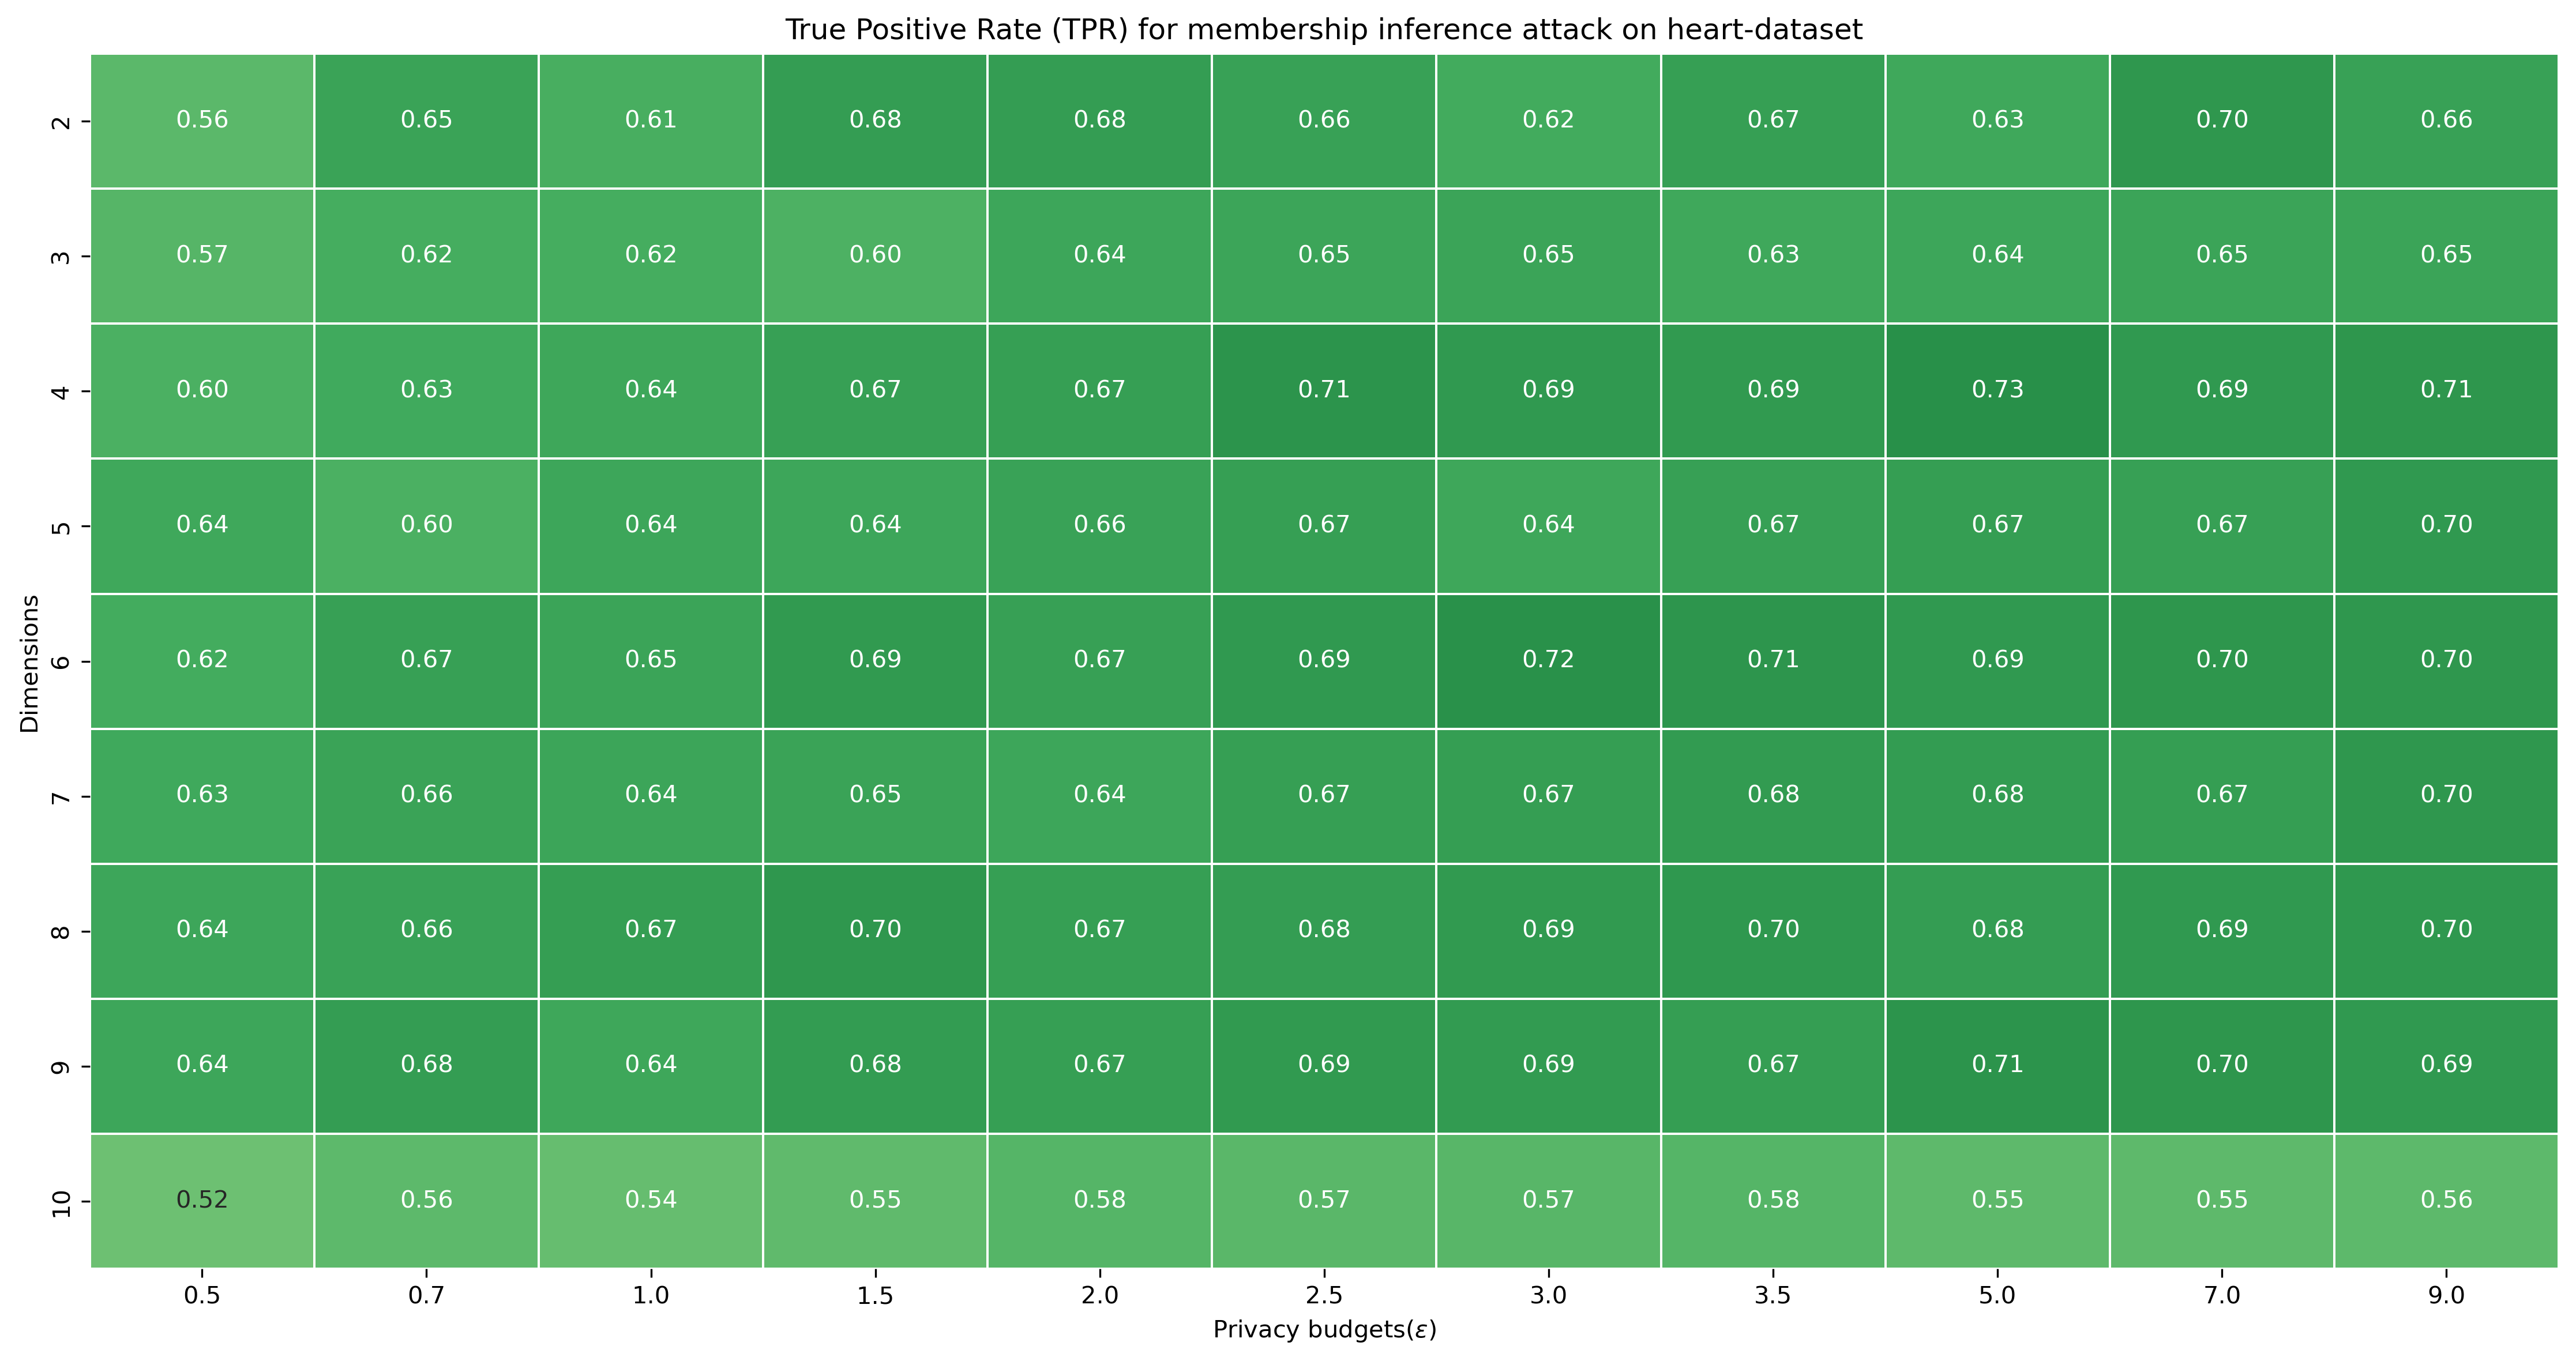 True Positive Rate (TPR) for membership inference attack on heart-dataset
2 0.56 0.65 0.61 0.68 0.68 0.66 0.62 0.67 0.63 0.70 0.66
3 0.57 0.62 0.62 0.60 0.64 0.65 0.65 0.63 0.64 0.65 0.65
4 0.60 0.63 0.64 0.67 0.67 0.71 0.69 0.69 0.73 0.69 0.71
5 0.64 0.60 0.64 0.64 0.66 0.67 0.64 0.67 0.67 0.67 0.70
Dimensions
6 0.62 0.67 0.65 0.69 0.67 0.69 0.72 0.71 0.69 0.70 0.70
7 0.63 0.66 0.64 0.65 0.64 0.67 0.67 0.68 0.68 0.67 0.70
8 0.64 0.66 0.67 0.70 0.67 0.68 0.69 0.70 0.68 0.69 0.70
9 0.64 0.68 0.64 0.68 0.67 0.69 0.69 0.67 0.71 0.70 0.69
10 0.52 0.56 0.54 0.55 0.58 0.57 0.57 0.58 0.55 0.55 0.56
0.5 0.7 1.0 1.5 2.0 2.5 3.0 3.5 5.0 7.0 9.0
Privacy budgets(ε)